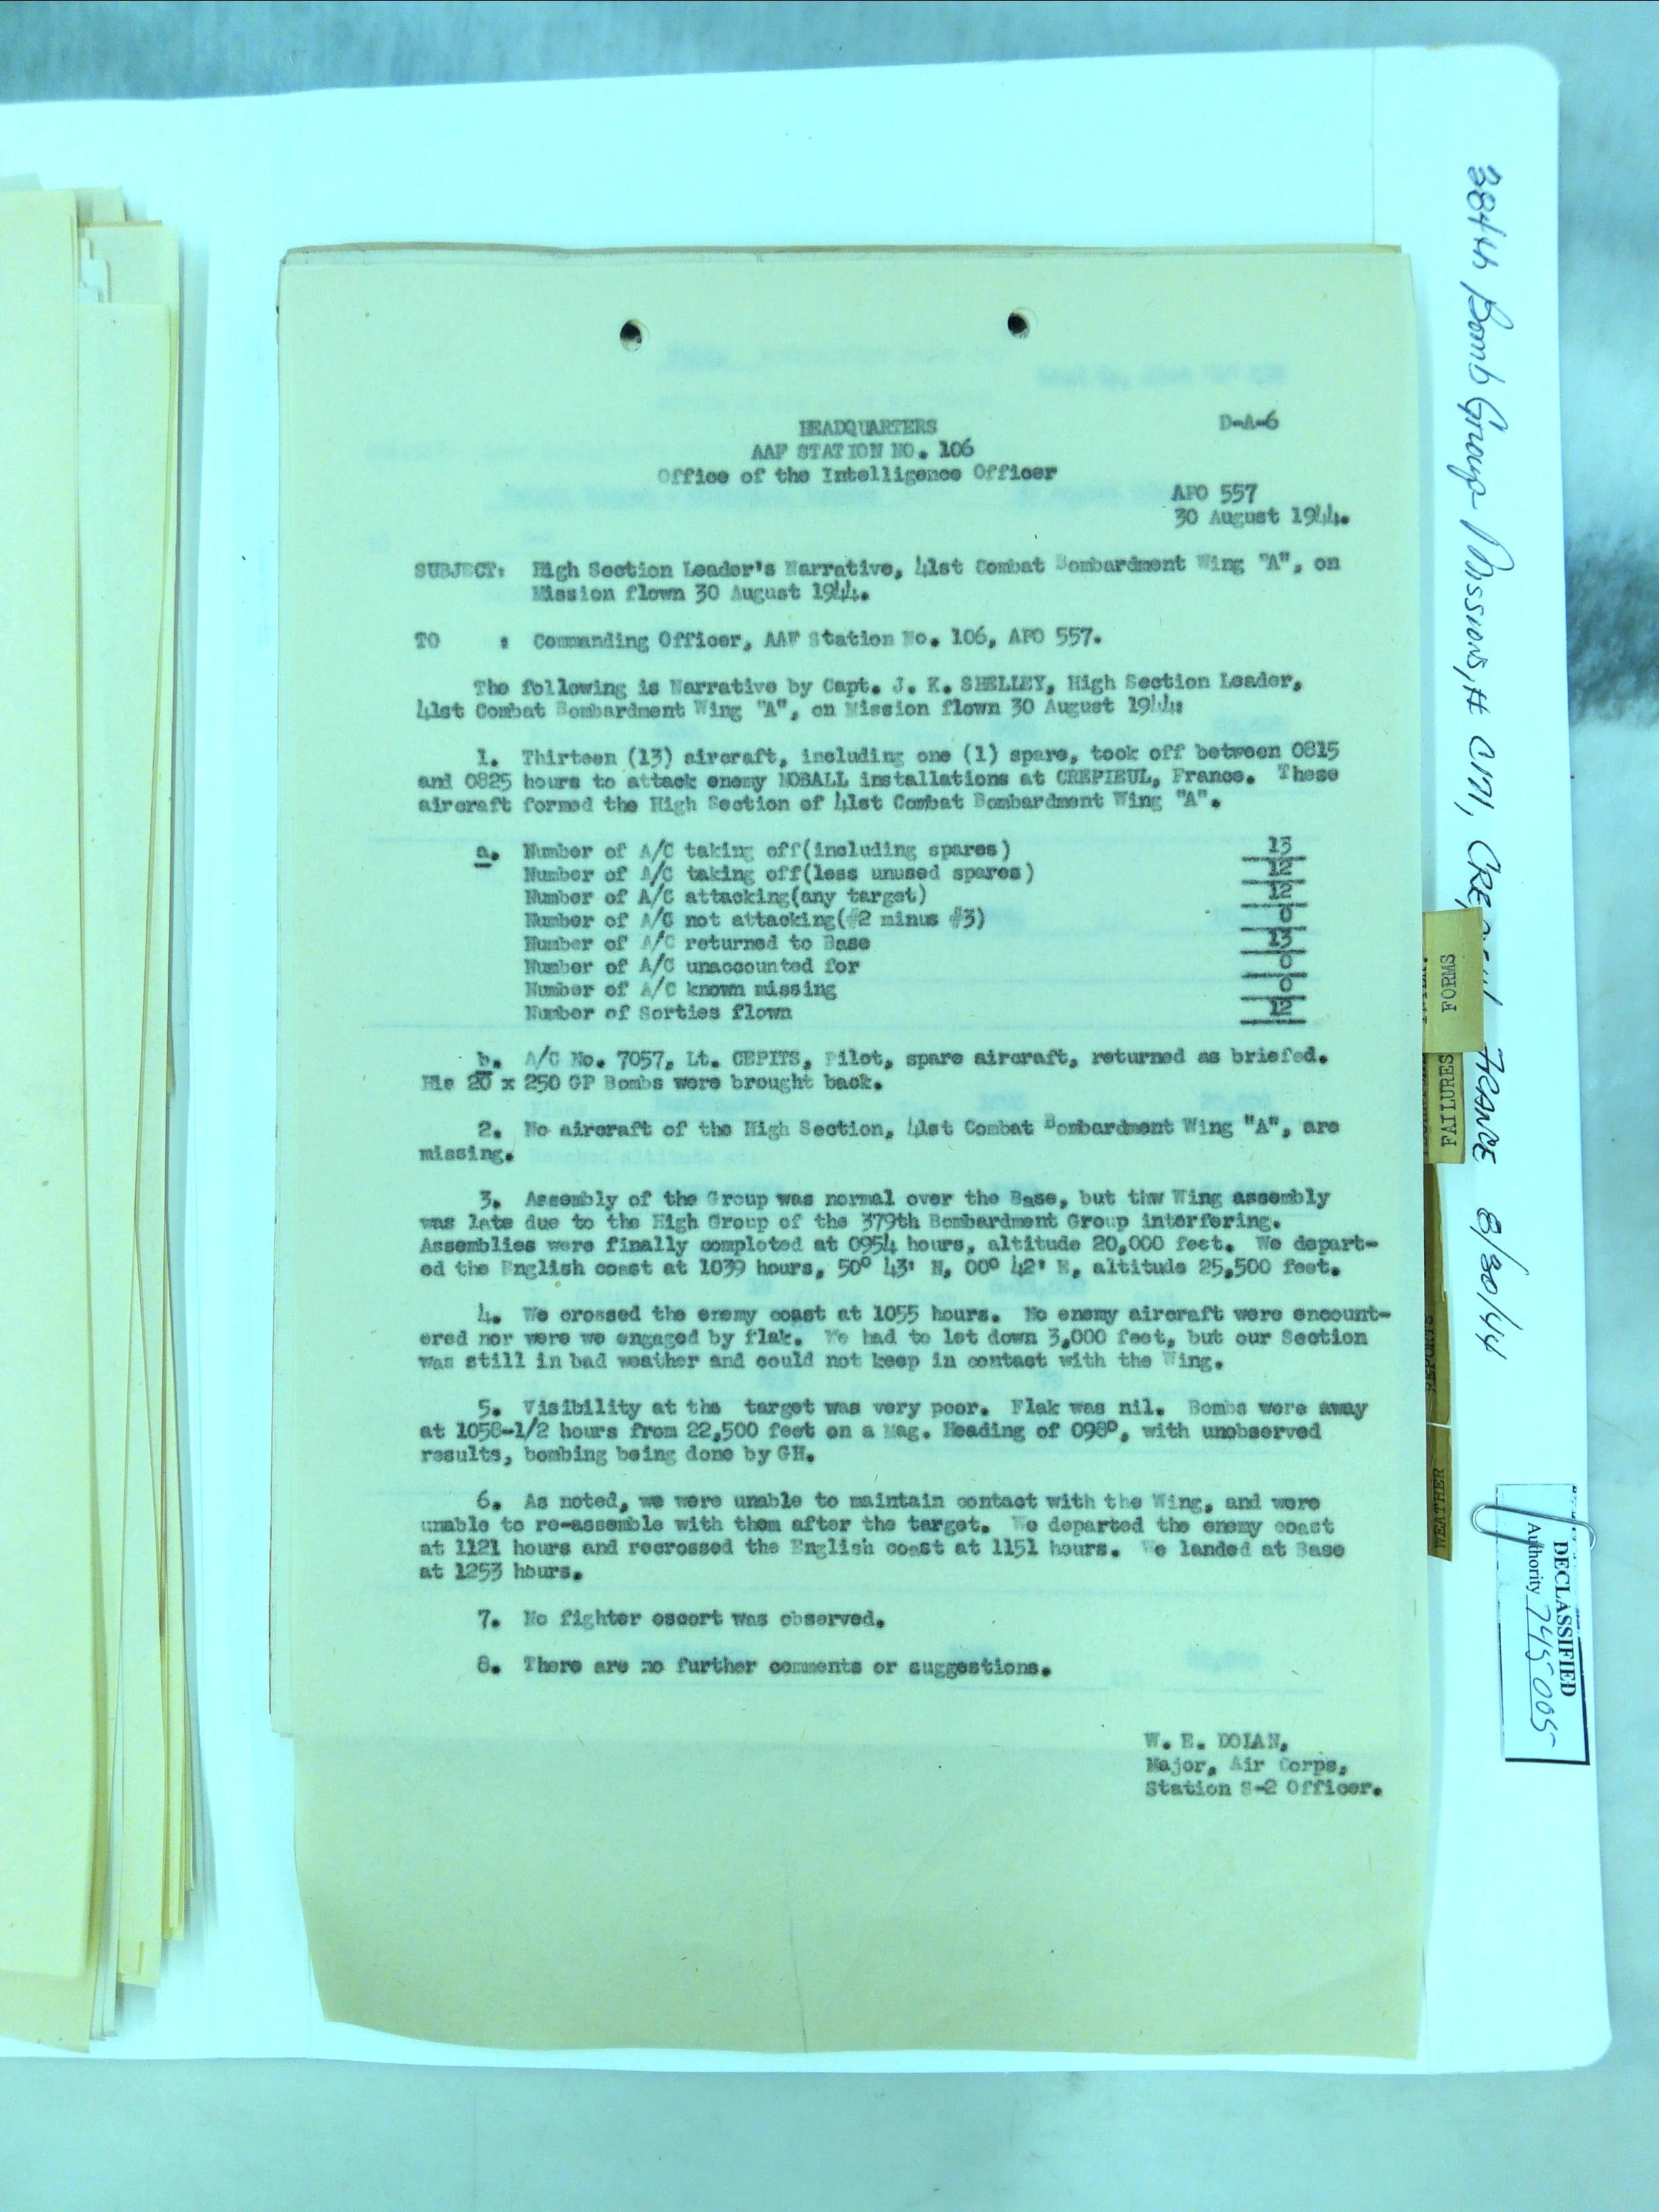 D-A-6
HEADQUARTERS
AAF STATION NO. 106
Office of the Intelligence Officer
APO 557
30 August 1944.
SUBJECT: High Section Leader's Narrative, 41st Combat Bombardment Wing "A", on
Mission flown 30 August 1944.
TO : Commanding Officer, AAF Station No. 106, APO 557.
The following is Narrative by Capt. J. K. SHELLEY, High Section Leader,
41st Combat Bombardment Wing "A", on Mission flown 30 August 1944:
1. Thirteen (13) aircraft, including one (1) spare, took off between 0815
and 0825 hours to attack enemy NOBALL installations at CREPIEUL, France. These
aircraft formed the High Section of 41st Combat Bombardment Wing "A".
a. Number of A/C taking off(including spares) 13
Number of A/C taking off(less unused spares) 12
Number of A/C attacking(any target) 12
Number of A/C not attacking(#2 minus #3) 0
Number of A/C returned to Base 13
Number of A/C unaccounted for 0
Number of A/C known missing 0
Number of Sorties flown 12
b. A/C No. 7057, Lt. CEPITS, Pilot, spare aircraft, returned as briefed.
His 20 x 250 GP Bombs were brought back.
2. No aircraft of the High Section, 41st Combat Bombardment Wing "A", are
missing.
3. Assembly of the Group was normal over the Base, but thw Wing assembly
was late due to the High Group of the 379th Bombardment Group interfering.
Assemblies were finally completed at 0954 hours, altitude 20,000 feet. We depart-
ed the English coast at 1039 hours, 50° 43' N, 00° 42' E, altitude 25,500 feet.
4. We crossed the enemy coast at 1055 hours. No enemy aircraft were encount-
ered nor were we engaged by flak. We had to let down 3,000 feet, but our Section
was still in bad weather and could not keep in contact with the Wing.
5. Visibility at the target was very poor. Flak was nil. Bombs were away
at 1058-1/2 hours from 22,500 feet on a Mag. Heading of 098°, with unobserved
results, bombing being done by GH.
6. As noted, we were unable to maintain contact with the Wing, and were
unable to re-assemble with them after the target. We departed the enemy coast
at 1121 hours and recrossed the English coast at 1151 hours. We landed at Base
at 1253 hours.
7. No fighter escort was observed.
8. There are no further comments or suggestions.
W. E. DOLAN,
Major, Air Corps,
Station S-2 Officer.
384th Bomb Group Missions, FRANCE 8/30/44
FORMS
FAILURES
REPORTS
WEATHER
DECLASSIFIED
Authority 745005